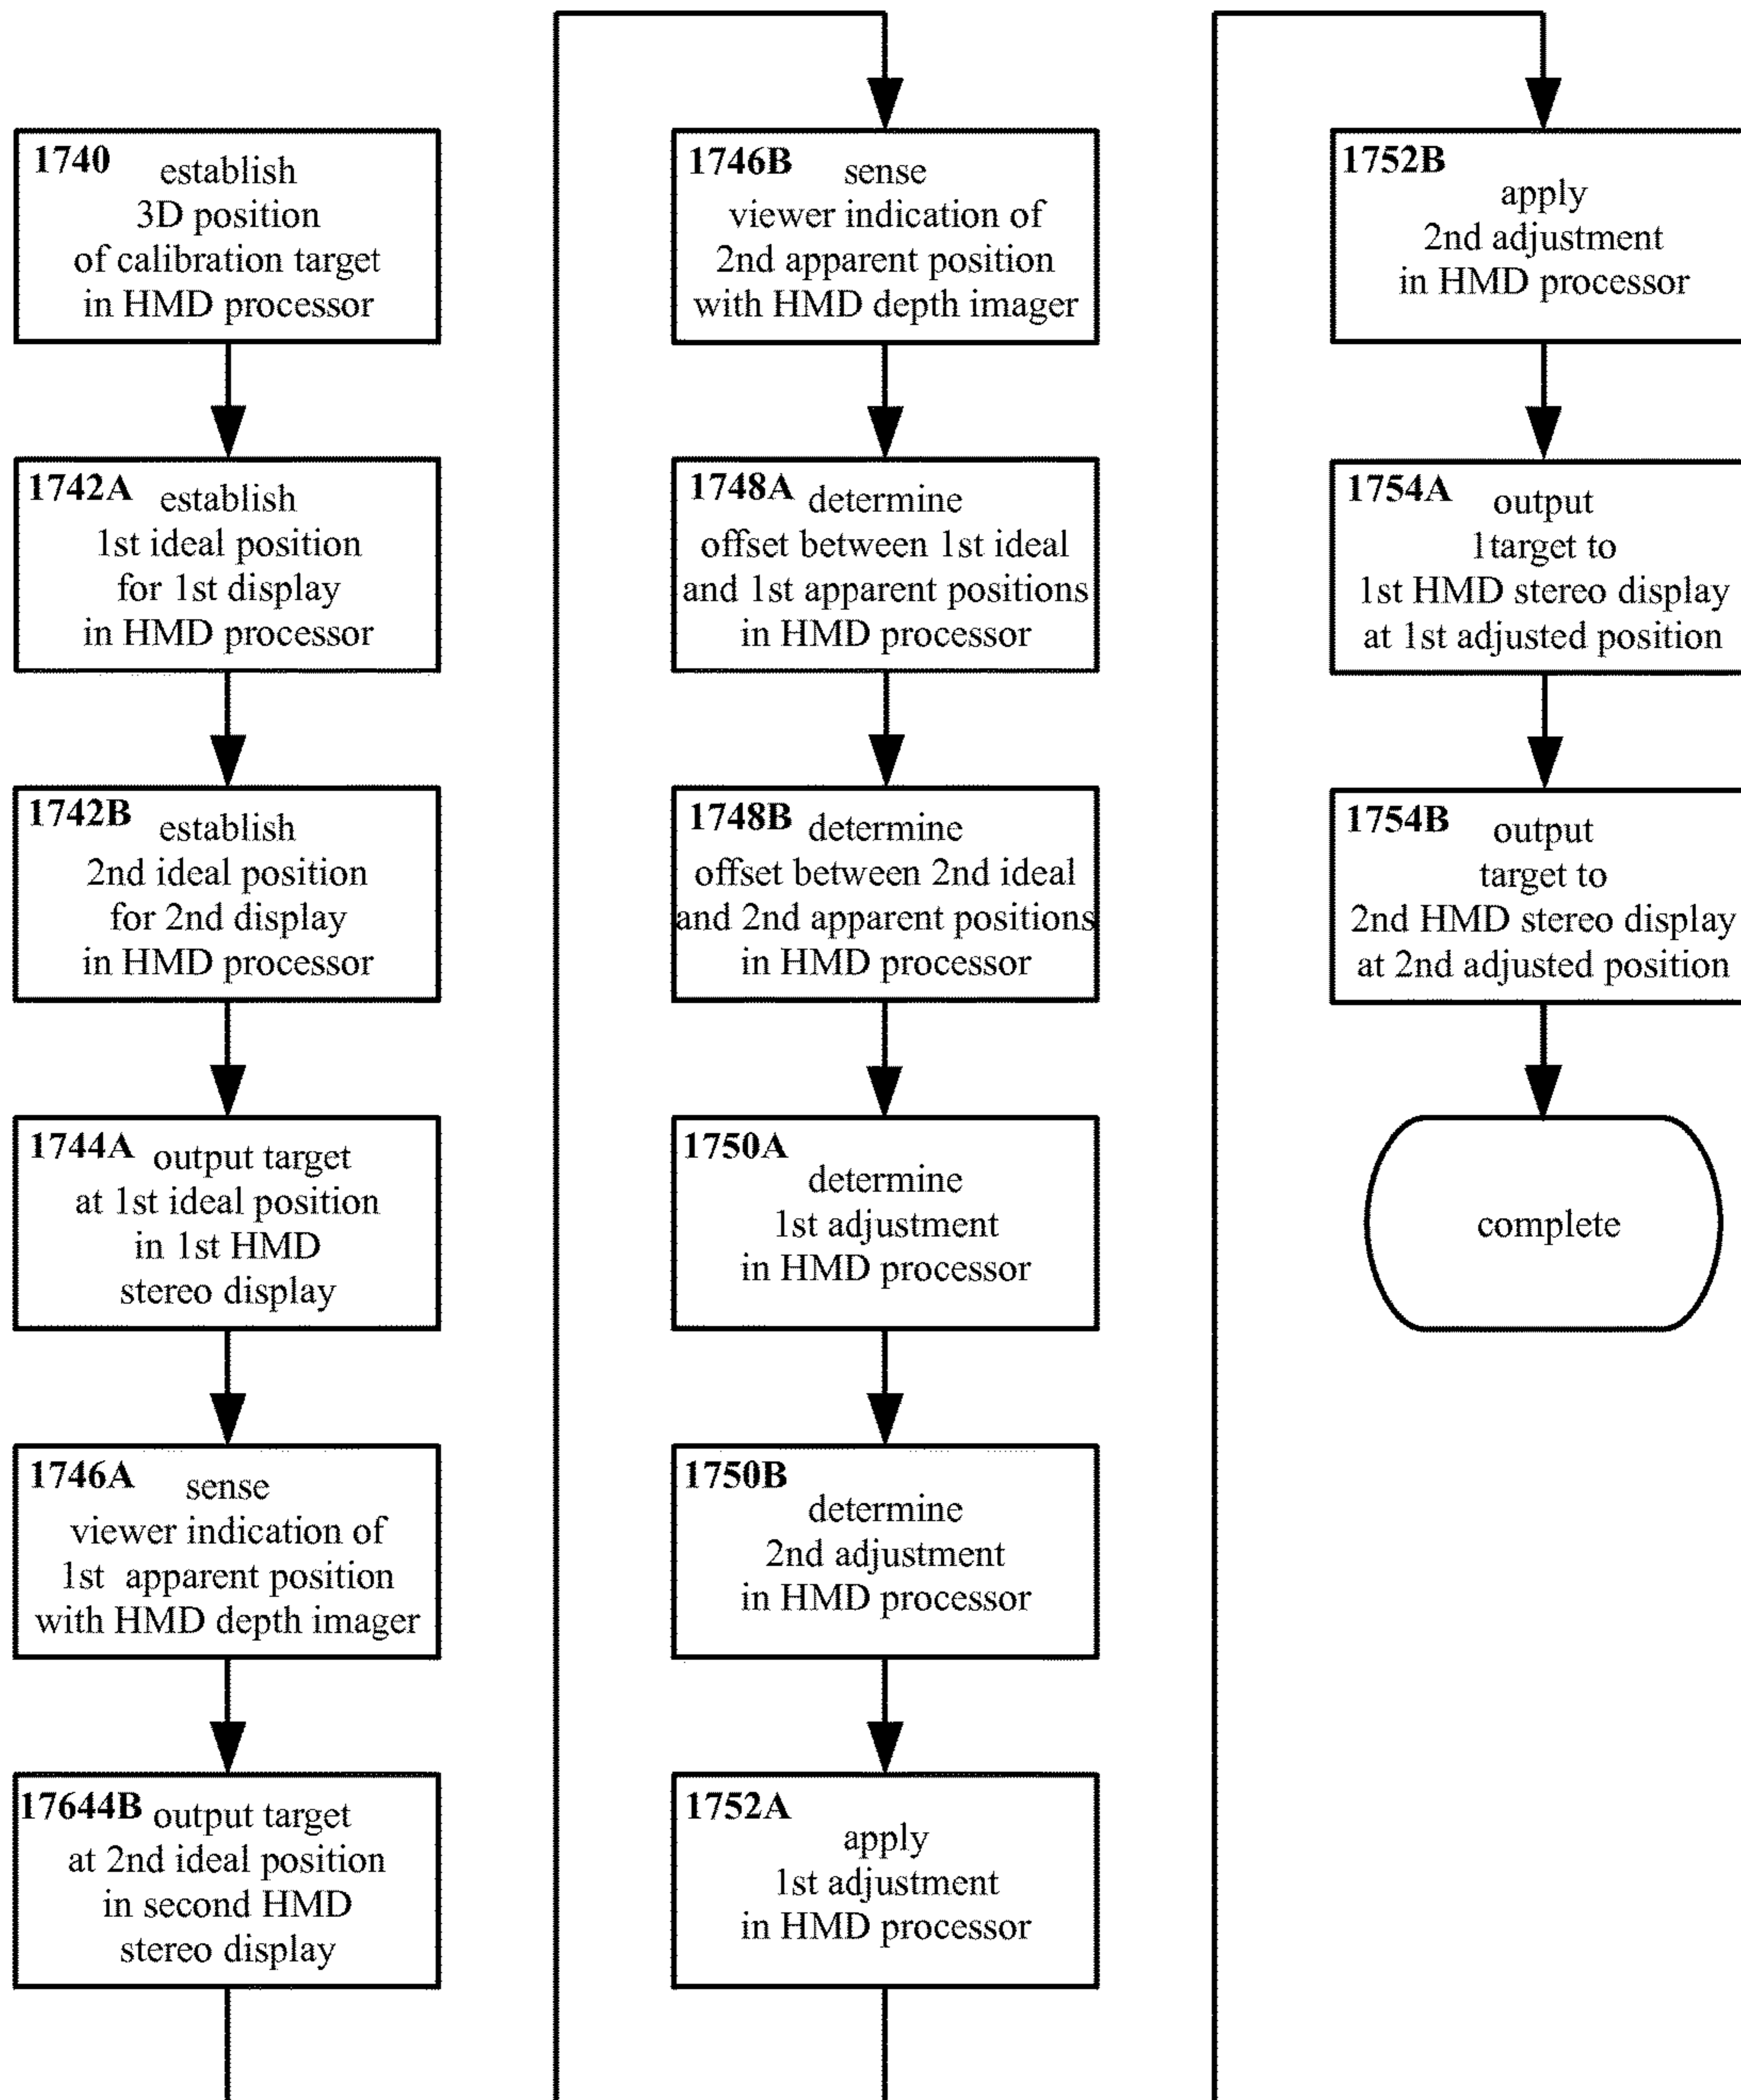 1740 establish
3D position
of calibration target
in HMD processor
1742A establish
1st ideal position
for 1st display
in HMD processor
1742B establish
2nd ideal position
for 2nd display
in HMD processor
1744A output target
at 1st ideal position
in 1st HMD
stereo display
1746A sense
viewer indication of
1st apparent position
with HMD depth imager
17644B output target
at 2nd ideal position
in second HMD
stereo display
1746B sense
viewer indication of
2nd apparent position
with HMD depth imager
1748A determine
offset between 1st ideal
and 1st apparent positions
in HMD processor
1748B determine
offset between 2nd ideal
and 2nd apparent positions
in HMD processor
1750A
determine
1st adjustment
in HMD processor
1750B
determine
2nd adjustment
in HMD processor
1752A
apply
1st adjustment
in HMD processor
1752B
apply
2nd adjustment
in HMD processor
1754A output
1target to
1st HMD stereo display
at 1st adjusted position
1754B output
target to
2nd HMD stereo display
at 2nd adjusted position
complete